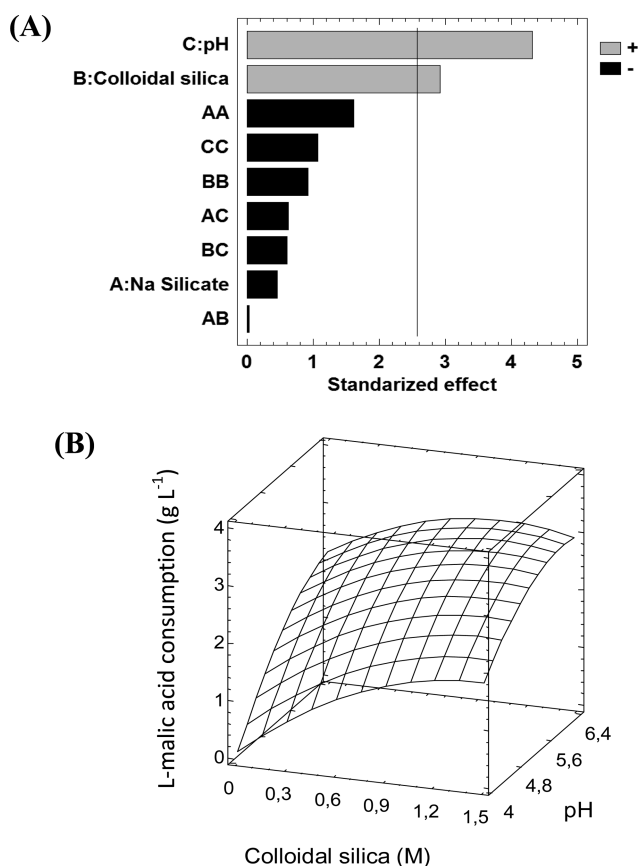 (A)
C:pH
B:Colloidal silica
AA
CC
BB
AC
BC
A:Na Silicate
AB
+
-
0 1 2 3 4 5
Standarized effect
(B)
L-malic acid consumption (g L-1)
4
3
2
1
0
0 0,3 0,6 0,9 1,2 1,5
Colloidal silica (M)
4 4,8 5,6 6,4
pH